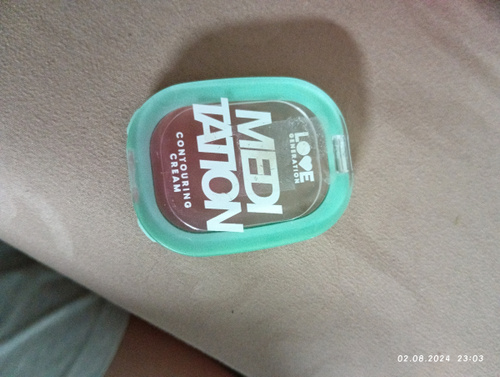 LOVE
GENERATION
MEDI
TATION
CONTOURING
CREAM
02.08.2024 23:03